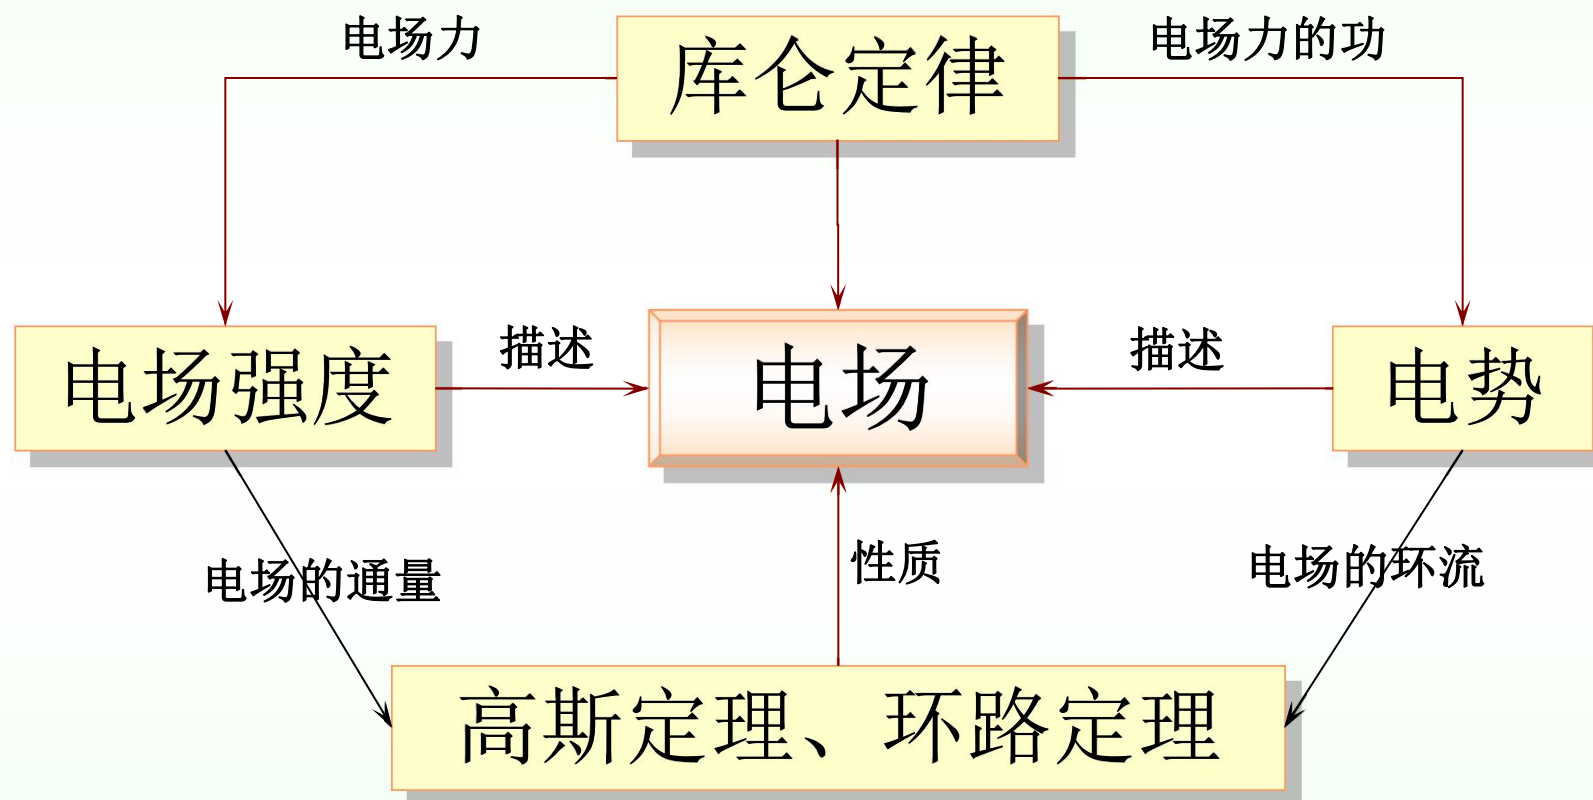 电场力
库仑定律
电场力的功
电场强度
描述
电场
描述
电势
电场的通量
性质
电场的环流
高斯定理、环路定理